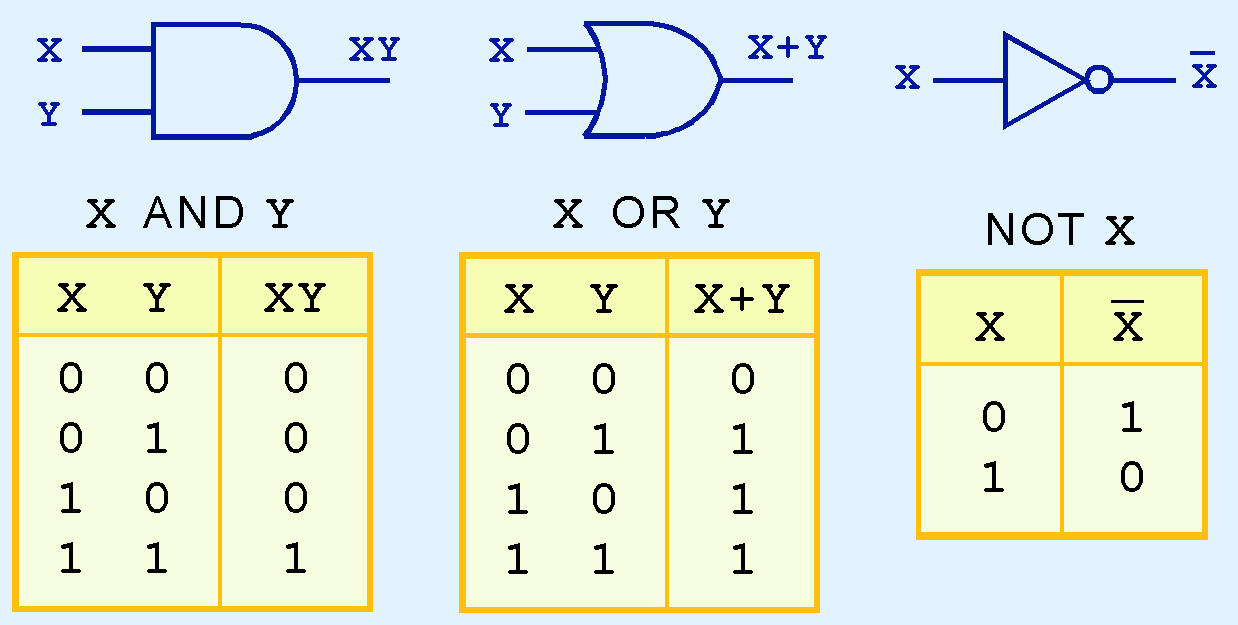 X
Y
XY
X
Y
X+Y
X
X̅
X AND Y
X Y XY
0 0 0
0 1 0
1 0 0
1 1 1
X OR Y
X Y X+Y
0 0 0
0 1 1
1 0 1
1 1 1
NOT X
X X̅
0 1
1 0